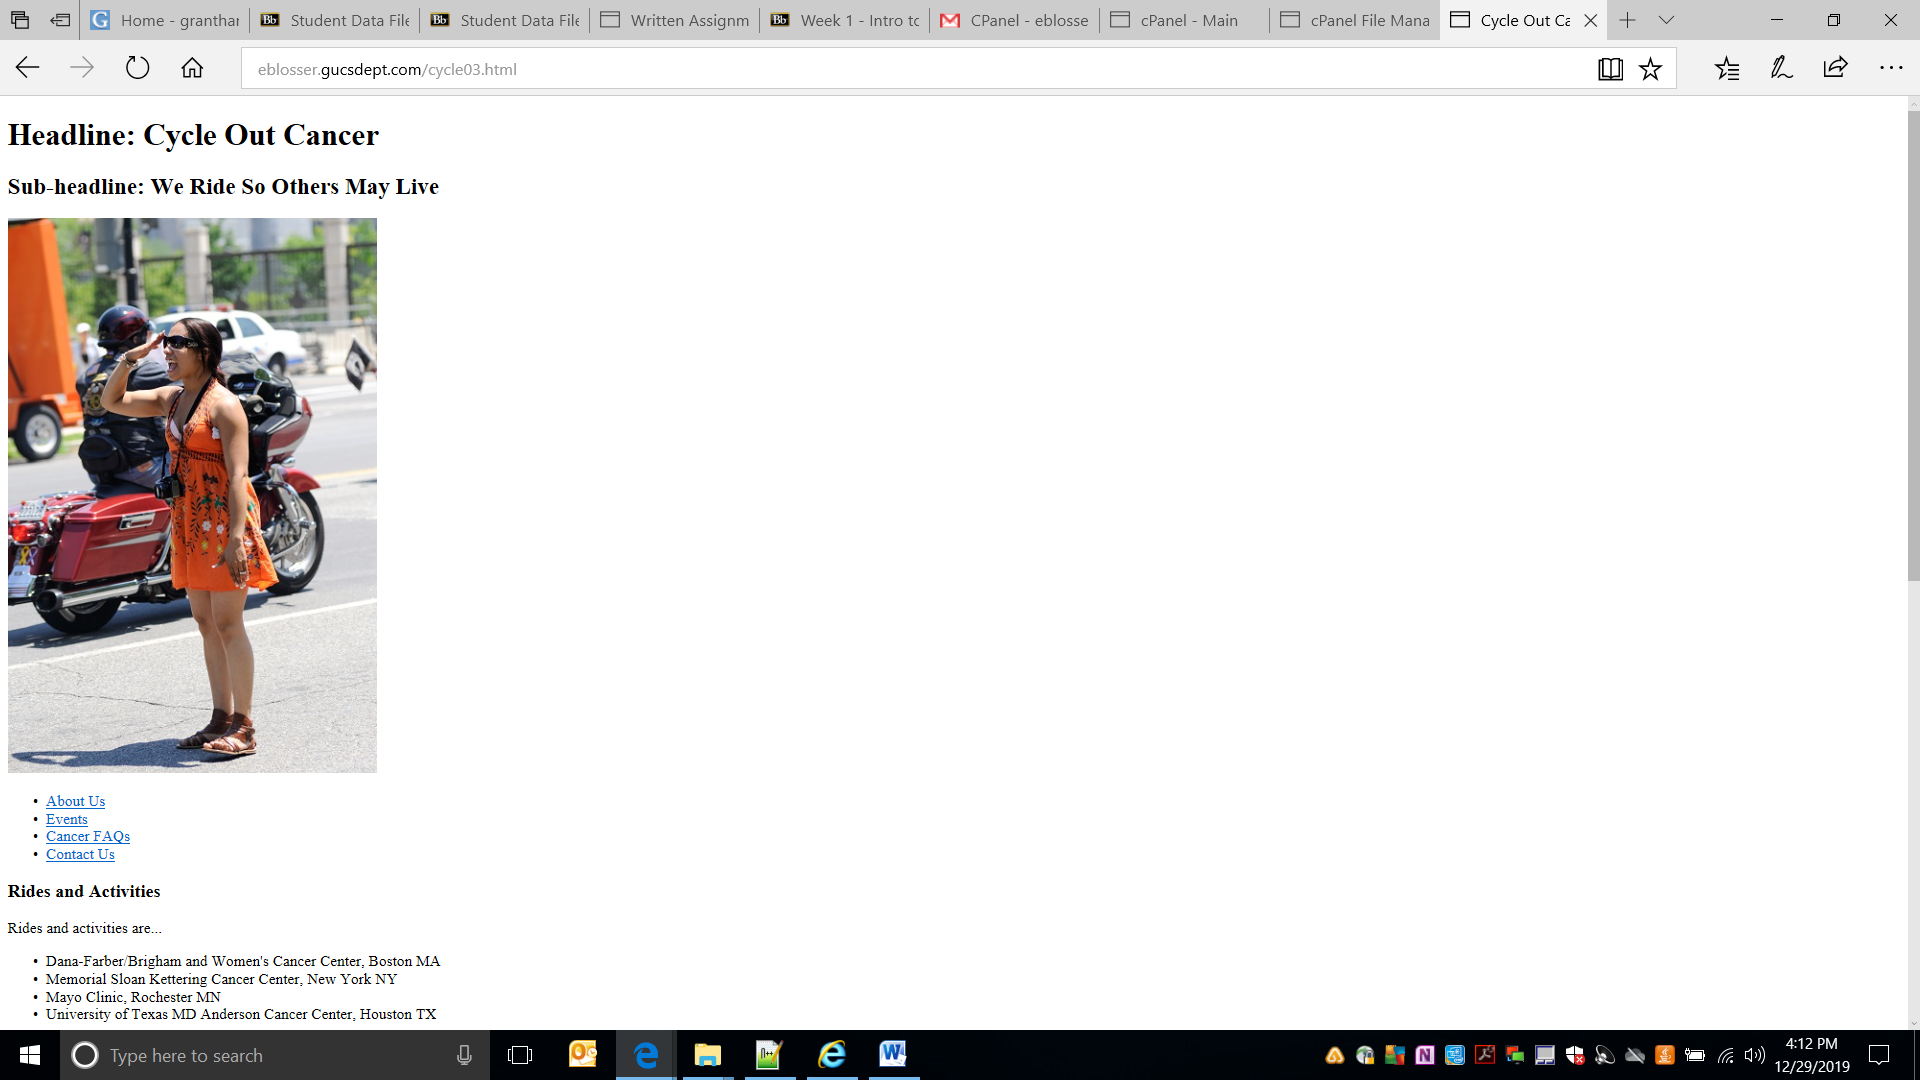 Home - granthar
Student Data File
Student Data File
Written Assignm
Week 1 - Intro to
CPanel - eblosse
cPanel - Main
cPanel File Mana
Cycle Out Ca
eblosser.gucsdept.com/cycle03.html
Headline: Cycle Out Cancer
Sub-headline: We Ride So Others May Live
• About Us
• Events
• Cancer FAQs
• Contact Us
Rides and Activities
Rides and activities are...
• Dana-Farber/Brigham and Women's Cancer Center, Boston MA
• Memorial Sloan Kettering Cancer Center, New York NY
• Mayo Clinic, Rochester MN
• University of Texas MD Anderson Cancer Center, Houston TX
Type here to search
4:12 PM
12/29/2019